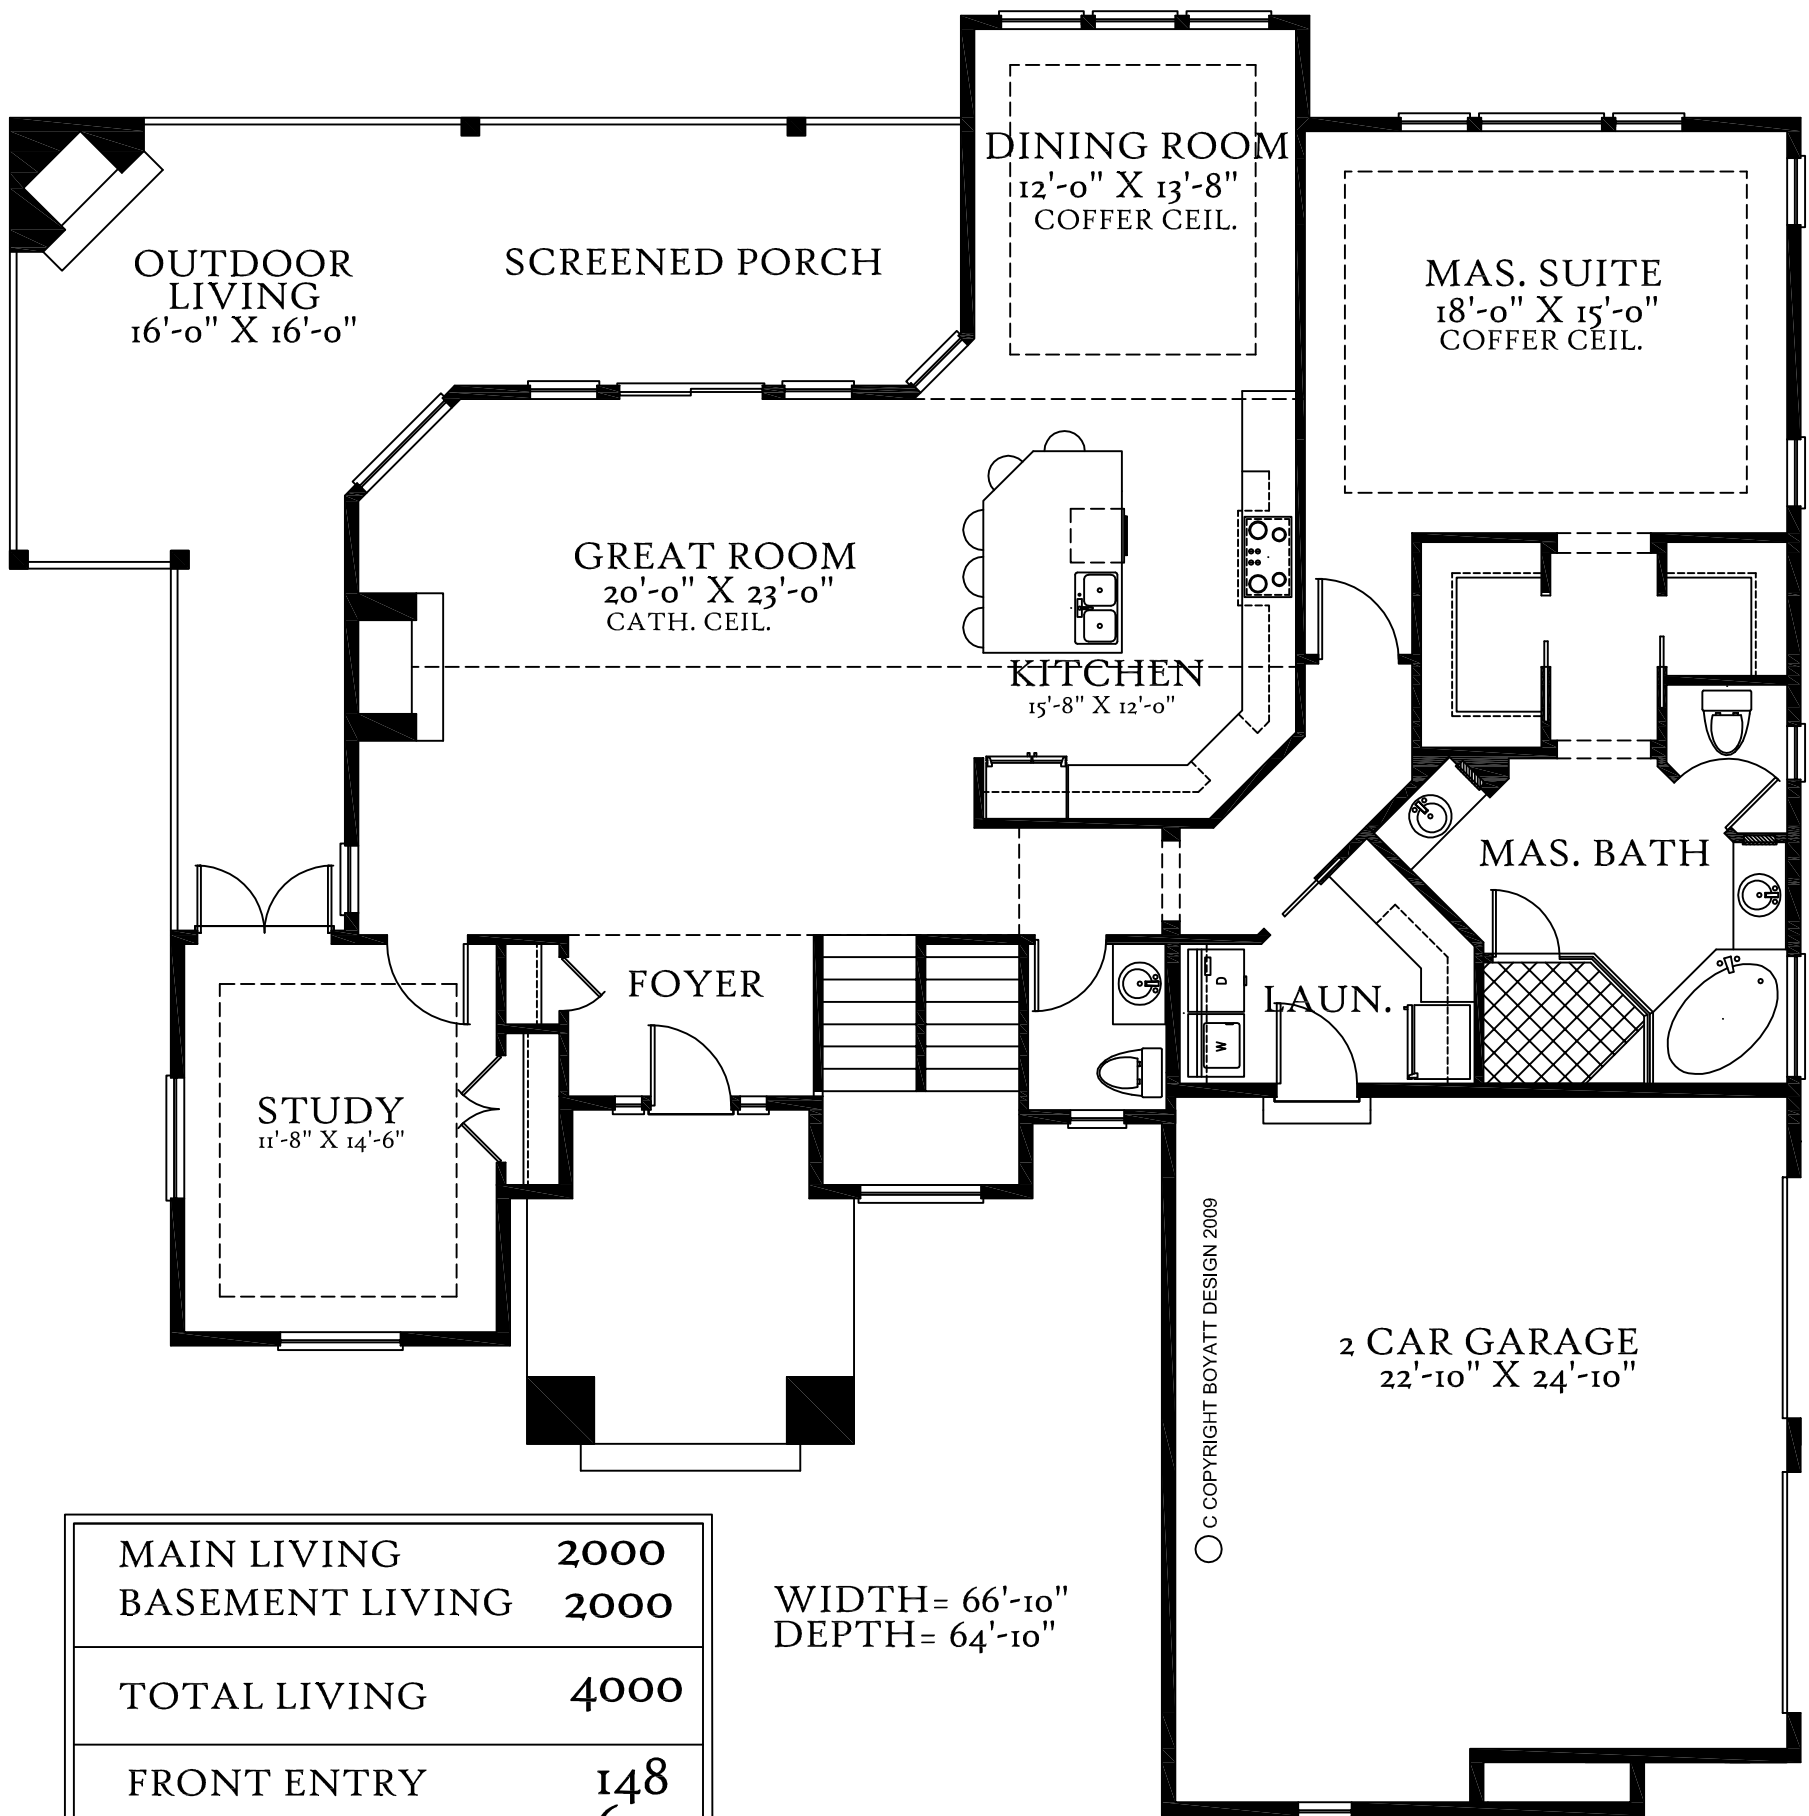 DINING ROOM
12'-0" X 13'-8"
COFFER CEIL.
OUTDOOR
LIVING
16'-0" X 16'-0"
SCREENED PORCH
MAS. SUITE
18'-0" X 15'-0"
COFFER CEIL.
GREAT ROOM
20'-0" X 23'-0"
CATH. CEIL.
KITCHEN
15'-8" X 12'-0"
MAS. BATH
FOYER
D
LAUN.
W
STUDY
11'-8" X 14'-6"
C COPYRIGHT BOYATT DESIGN 2009
2 CAR GARAGE
22'-10" X 24'-10"
MAIN LIVING 2000
BASEMENT LIVING 2000
TOTAL LIVING 4000
FRONT ENTRY 148
WIDTH= 66'-10"
DEPTH= 64'-10"